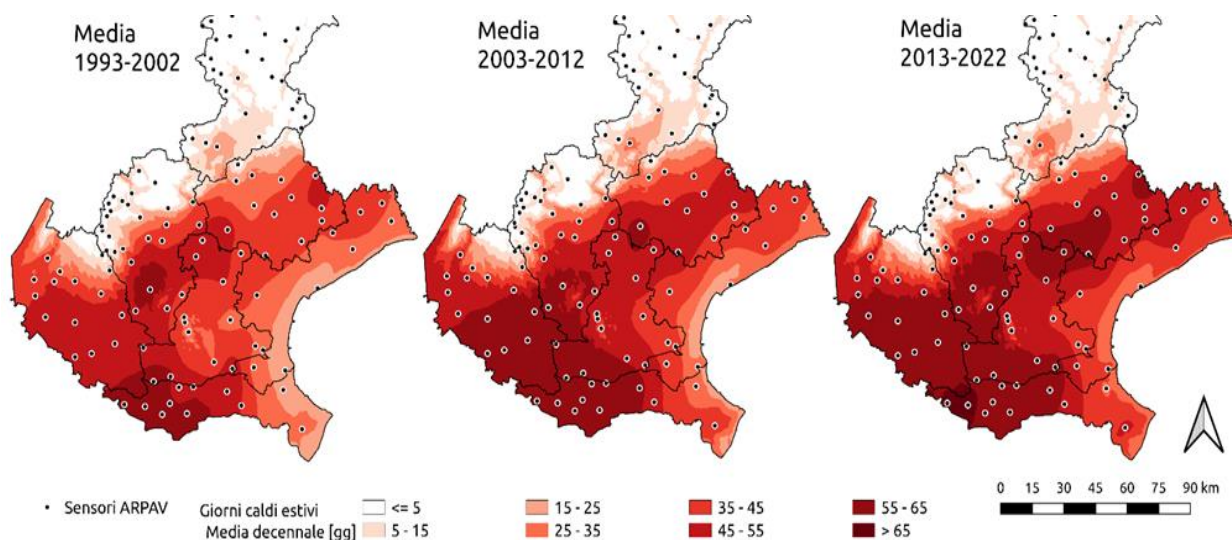 Media
1993-2002
Media
2003-2012
Media
2013-2022
• Sensori ARPAV
Giorni caldi estivi
Media decennale [gg]
<= 5
5 - 15
15 - 25
25 - 35
35 - 45
45 - 55
55 - 65
> 65
0 15 30 45 60 75 90 km